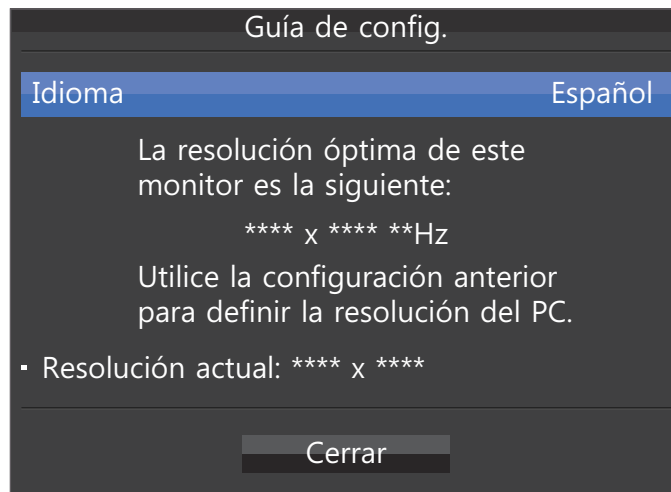 Guía de config.
Idioma Español
La resolución óptima de este
monitor es la siguiente:
**** x **** **Hz
Utilice la configuración anterior
para definir la resolución del PC.
Resolución actual: **** x ****
Cerrar